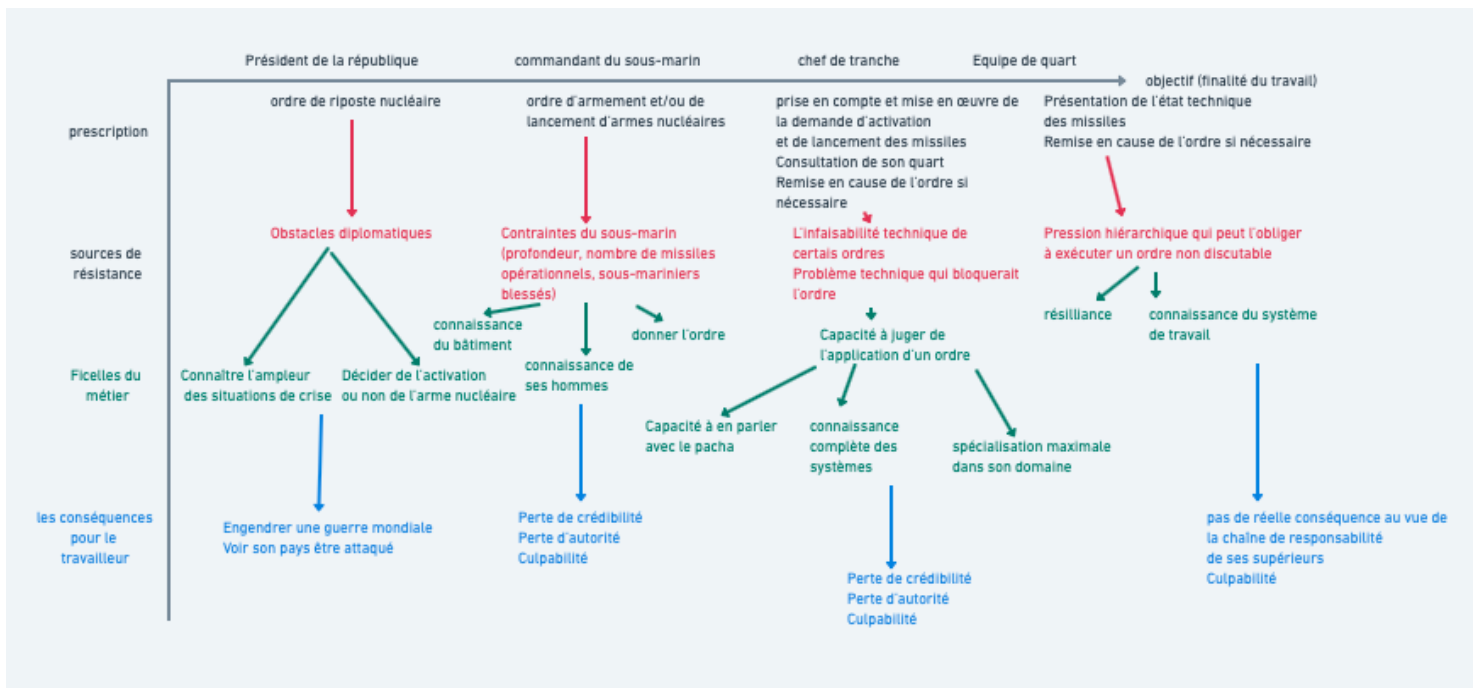 Président de la république
commandant du sous-marin
chef de tranche
Equipe de quart
objectif (finalité du travail)
prescription
ordre de riposte nucléaire
ordre d'armement et/ou de
lancement d'armes nucléaires
prise en compte et mise en œuvre de
la demande d'activation
et de lancement des missiles
Consultation de son quart
Remise en cause de l'ordre si
nécessaire
Présentation de l'état technique
des missiles
Remise en cause de l'ordre si nécessaire
sources de
résistance
Obstacles diplomatiques
Contraintes du sous-marin
(profondeur, nombre de missiles
opérationnels, sous-mariniers
blessés)
L'infaisabilité technique de
certais ordres
Problème technique qui bloquerait
l'ordre
Pression hiérarchique qui peut l'obliger
à exécuter un ordre non discutable
Ficelles du
métier
Connaître l'ampleur
des situations de crise
Décider de l'activation
ou non de l'arme nucléaire
connaissance
du bâtiment
connaissance de
ses hommes
donner l'ordre
Capacité à juger de
l'application d'un ordre
Capacité à en parler
avec le pacha
connaissance
complète des
systèmes
spécialisation maximale
dans son domaine
résilliance
connaissance du système
de travail
les conséquences
pour le
travailleur
Engendrer une guerre mondiale
Voir son pays être attaqué
Perte de crédibilité
Perte d'autorité
Culpabilité
Perte de crédibilité
Perte d'autorité
Culpabilité
pas de réelle conséquence au vue de
la chaîne de responsabilité
de ses supérieurs
Culpabilité